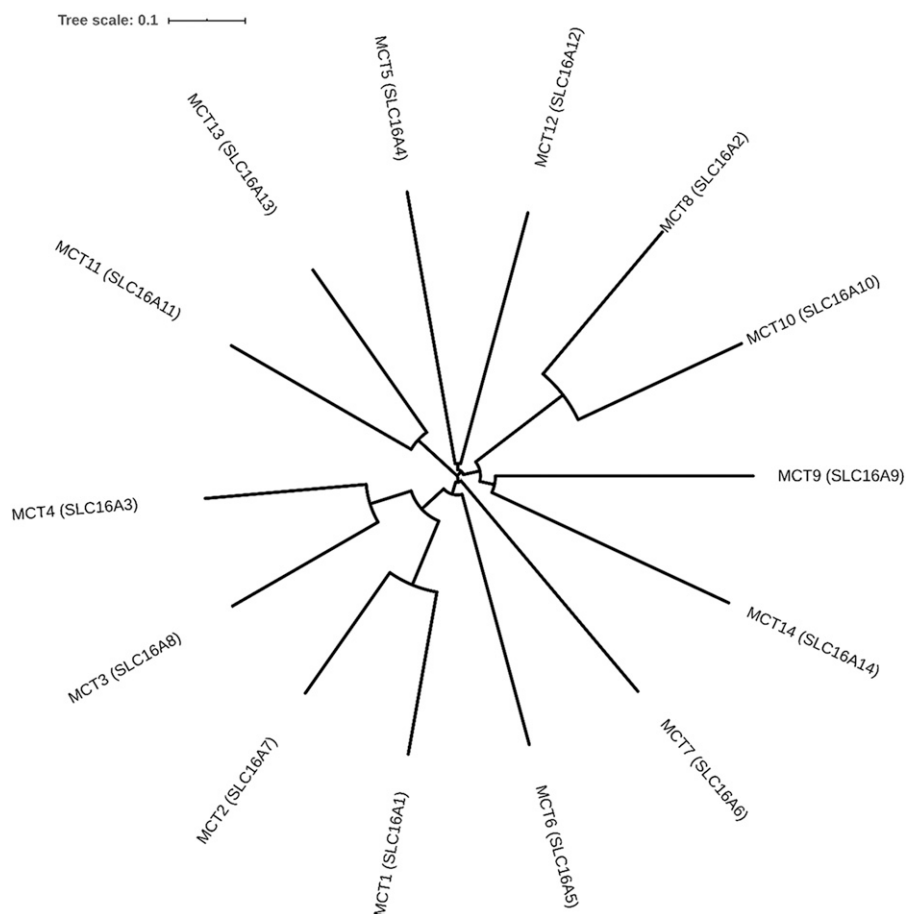 Tree scale: 0.1
MCT5 (SLC16A4)
MCT12 (SLC16A12)
MCT13 (SLC16A13)
MCT8 (SLC16A2)
MCT11 (SLC16A11)
MCT10 (SLC16A10)
MCT9 (SLC16A9)
MCT4 (SLC16A3)
MCT14 (SLC16A14)
MCT3 (SLC16A8)
MCT7 (SLC16A6)
MCT2 (SLC16A7)
MCT1 (SLC16A1)
MCT6 (SLC16A5)